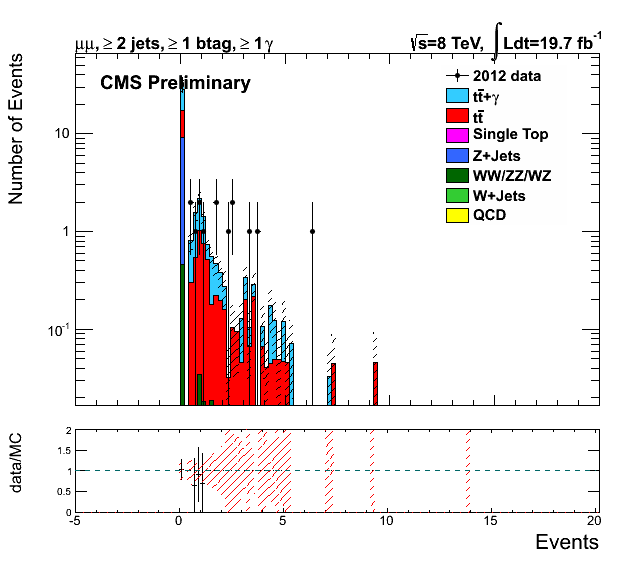 μμ, ≥ 2 jets, ≥ 1 btag, ≥ 1 γ
√s=8 TeV, ∫ Ldt=19.7 fb⁻¹
CMS Preliminary
2012 data
tt̄+γ
tt̄
Single Top
Z+Jets
WW/ZZ/WZ
W+Jets
QCD
Number of Events
10
1
10⁻¹
data/MC
2
1.5
1
0.5
0
-5 0 5 10 15 20
Events